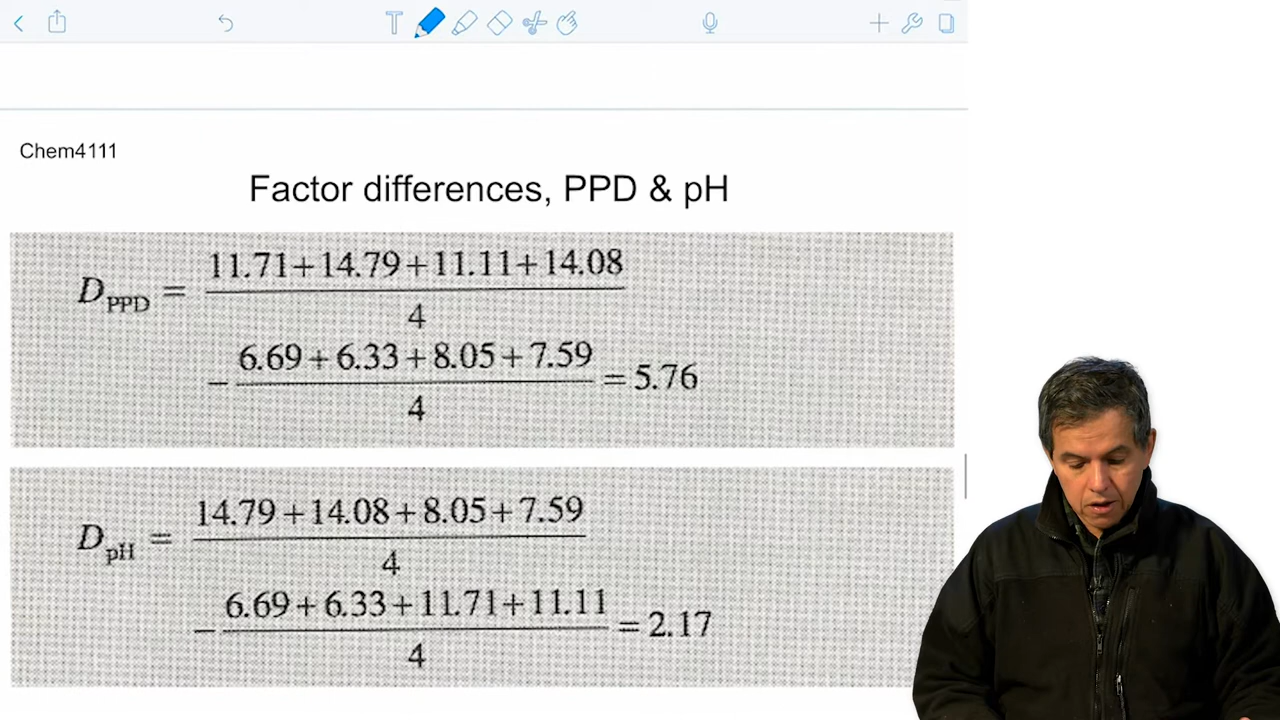 Chem4111
Factor differences, PPD & pH
D_PPD = (11.71+14.79+11.11+14.08)/4
− (6.69+6.33+8.05+7.59)/4 = 5.76
D_pH = (14.79+14.08+8.05+7.59)/4
− (6.69+6.33+11.71+11.11)/4 = 2.17